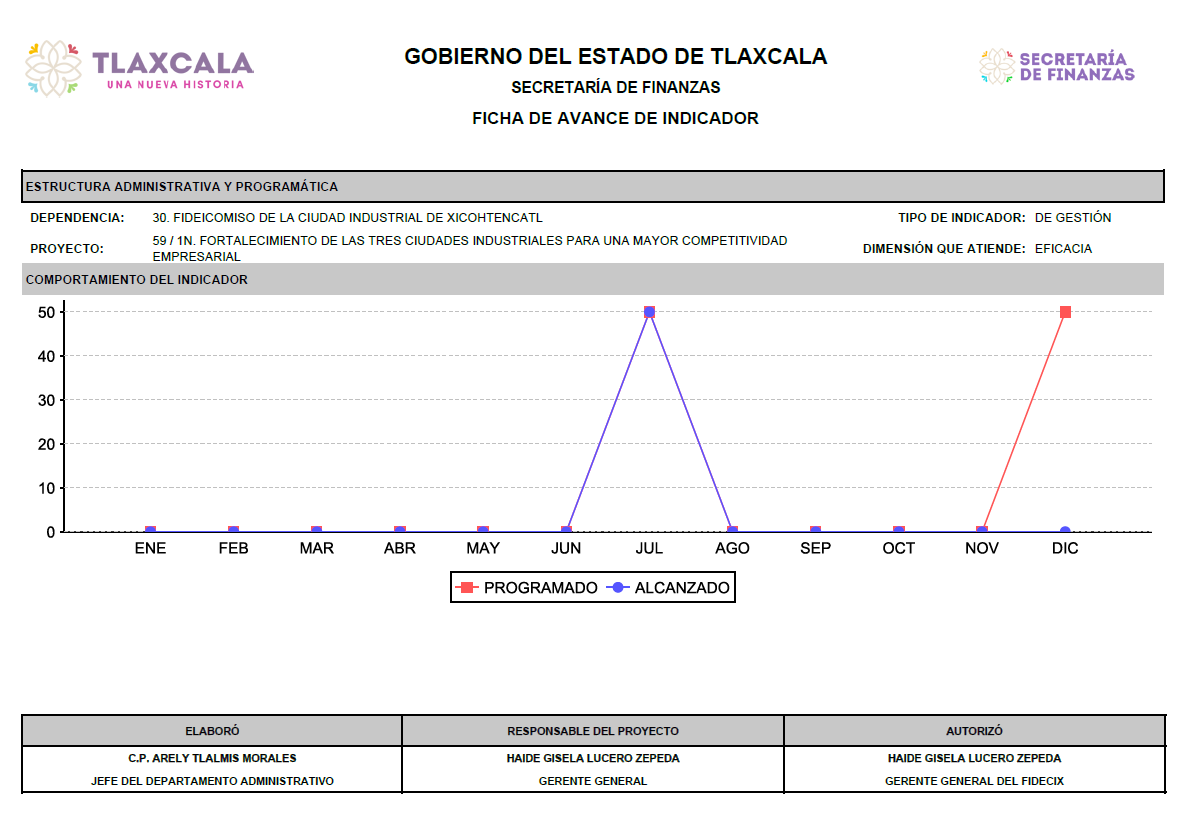 TLAXCALA
UNA NUEVA HISTORIA
GOBIERNO DEL ESTADO DE TLAXCALA
SECRETARÍA DE FINANZAS
FICHA DE AVANCE DE INDICADOR
SECRETARÍA
DE FINANZAS
ESTRUCTURA ADMINISTRATIVA Y PROGRAMÁTICA
DEPENDENCIA: 30. FIDEICOMISO DE LA CIUDAD INDUSTRIAL DE XICOHTENCATL TIPO DE INDICADOR: DE GESTIÓN
PROYECTO: 59 / 1N. FORTALECIMIENTO DE LAS TRES CIUDADES INDUSTRIALES PARA UNA MAYOR COMPETITIVIDAD
EMPRESARIAL
DIMENSIÓN QUE ATIENDE: EFICACIA
COMPORTAMIENTO DEL INDICADOR
50
40
30
20
10
0
ENE FEB MAR ABR MAY JUN JUL AGO SEP OCT NOV DIC
PROGRAMADO ALCANZADO
ELABORÓ RESPONSABLE DEL PROYECTO AUTORIZÓ
C.P. ARELY TLALMIS MORALES HAIDE GISELA LUCERO ZEPEDA HAIDE GISELA LUCERO ZEPEDA
JEFE DEL DEPARTAMENTO ADMINISTRATIVO GERENTE GENERAL GERENTE GENERAL DEL FIDECIX